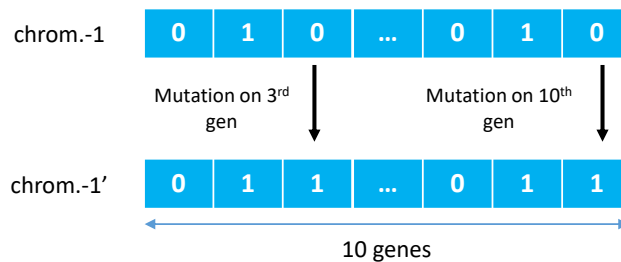 chrom.-1 0 1 0 ... 0 1 0
Mutation on 3rd
gen
Mutation on 10th
gen
chrom.-1’ 0 1 1 ... 0 1 1
10 genes